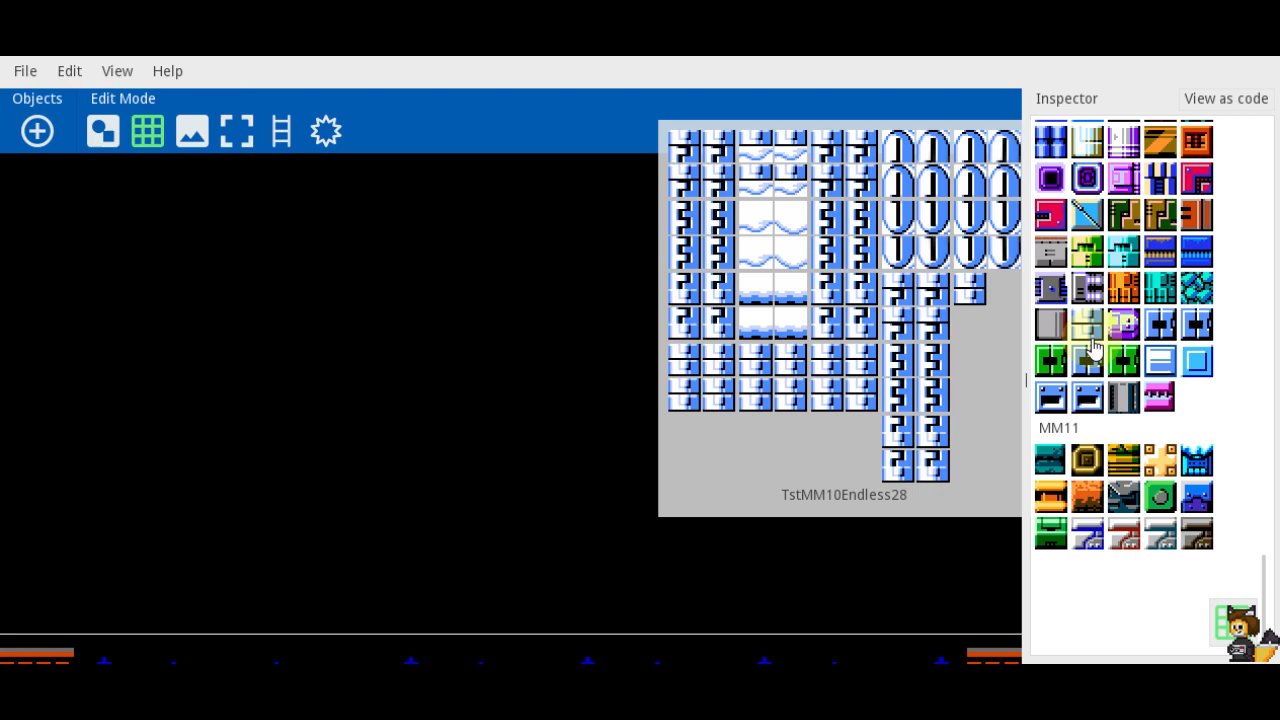 File Edit View Help
Objects Edit Mode
Inspector View as code
TstMM10Endless28
MM11